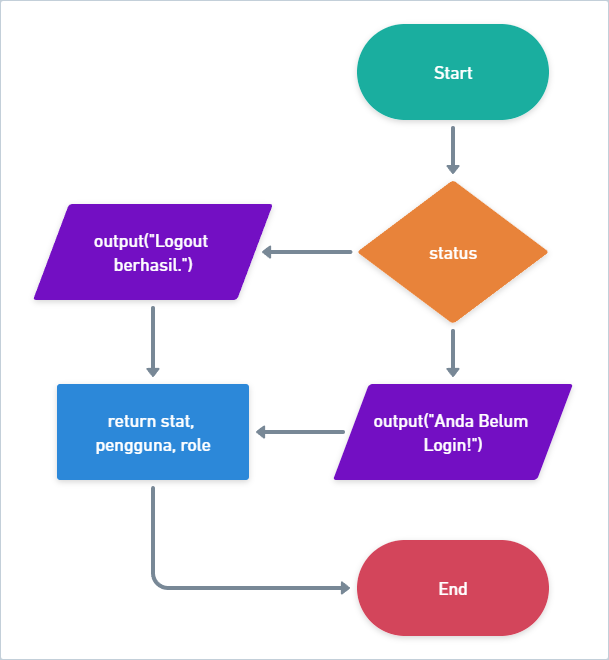 Start
status
output("Logout
berhasil.")
return stat,
pengguna, role
output("Anda Belum
Login!")
End